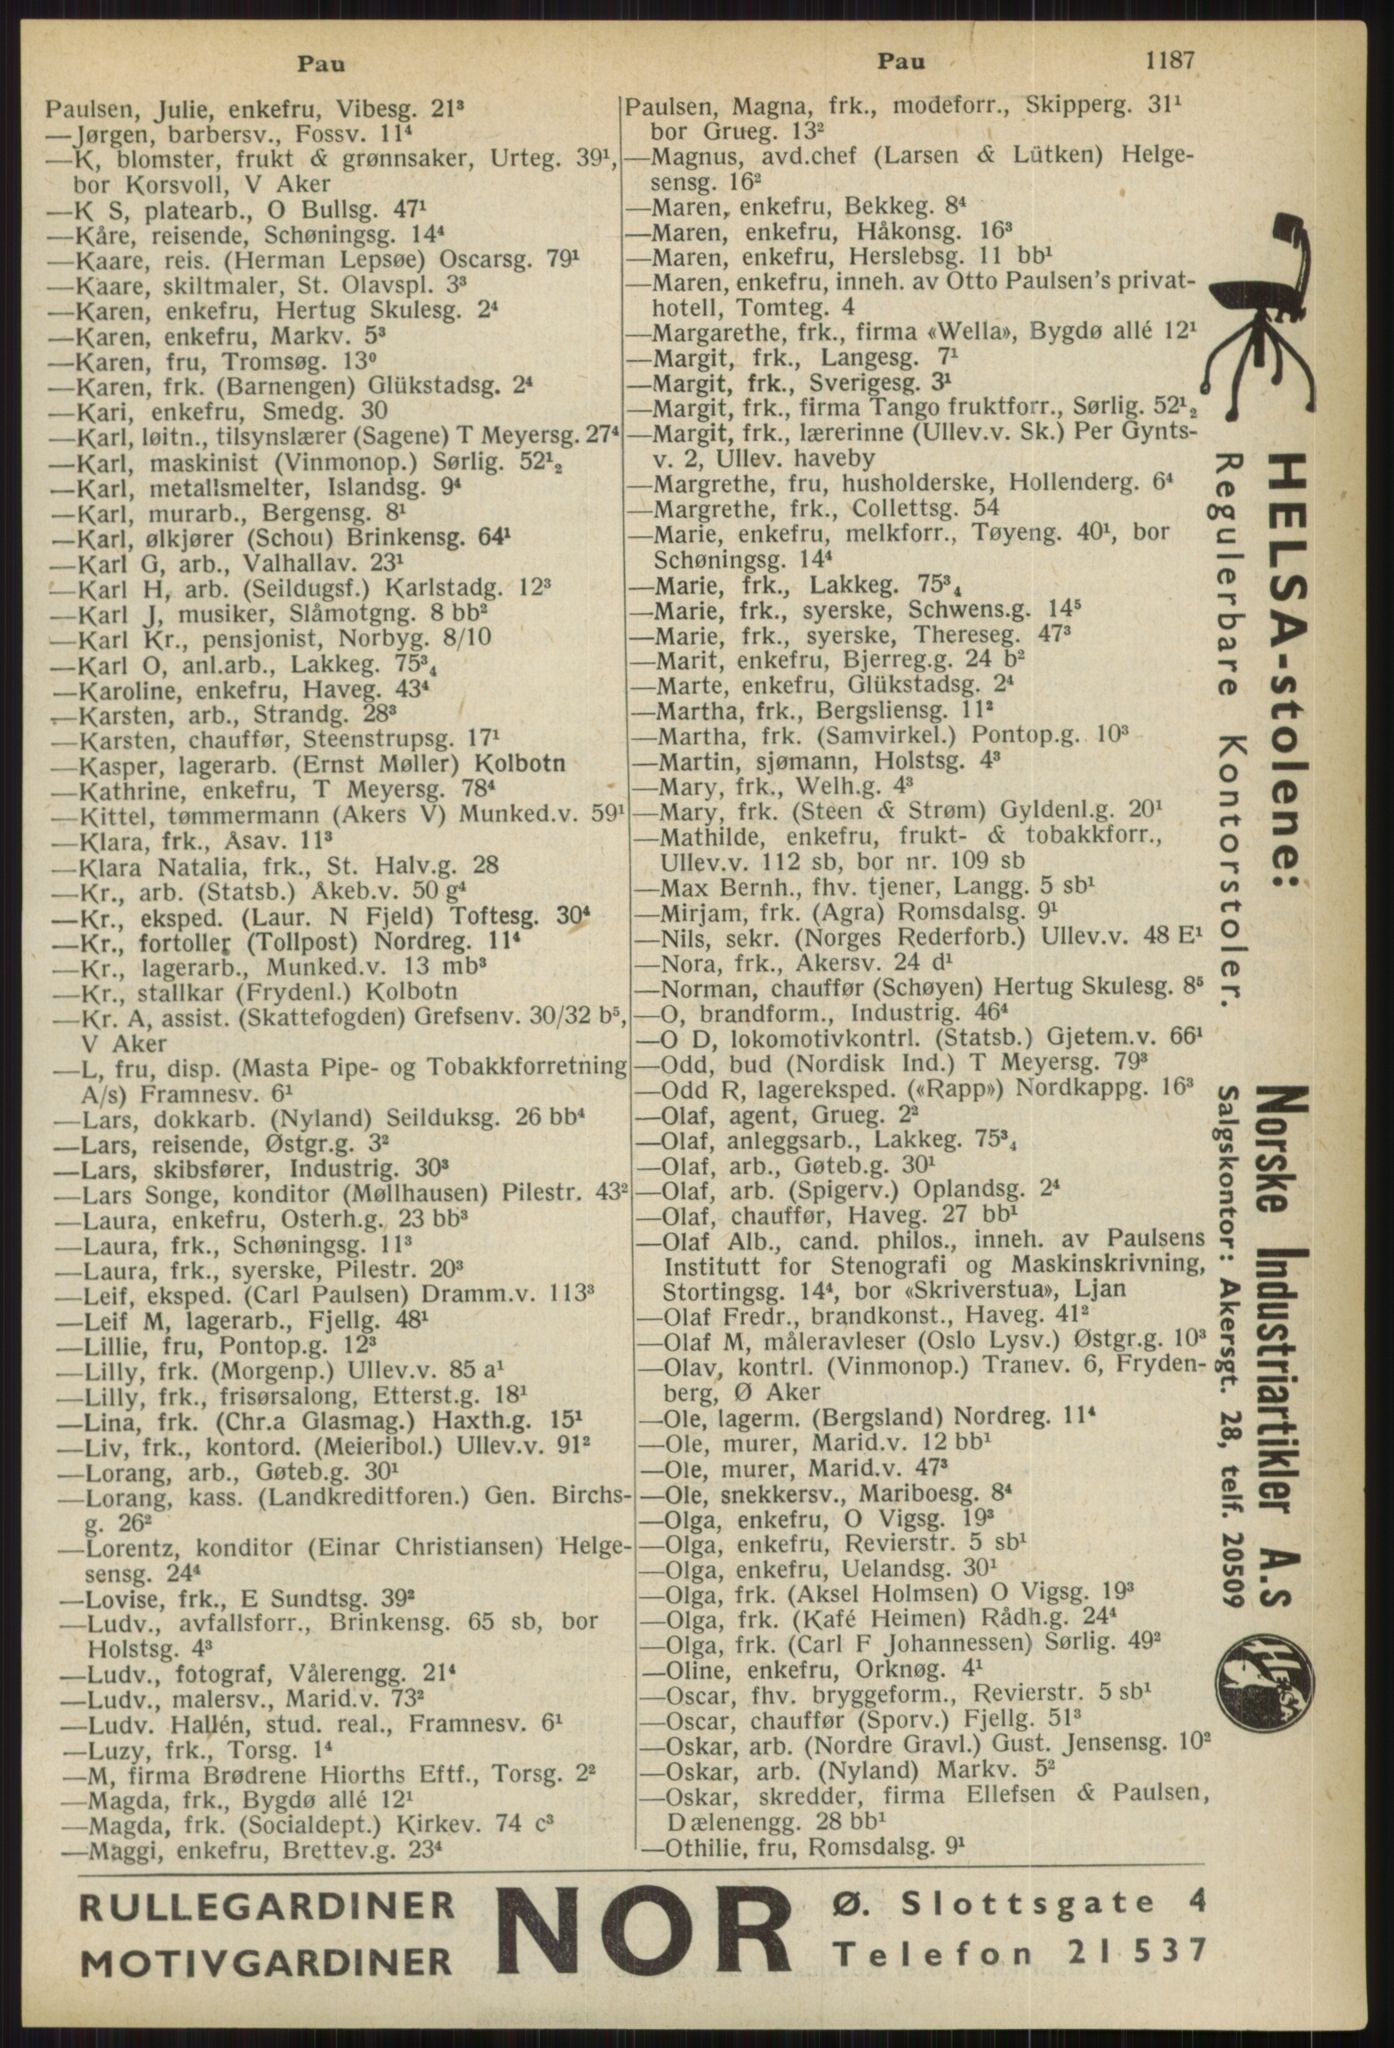 Pau
Pau
1187
Paulsen, Julie, enkefru, Vibesg. 21³
—Jørgen, barbersv., Fossv. 11⁴
—K, blomster, frukt & grønnsaker, Urteg. 39¹,
bor Korsvoll, V Aker
—K S, platearb., O Bullsg. 47¹
—Kåre, reisende, Schøningsg. 14⁴
—Kaare, reis. (Herman Lepsøe) Oscarsg. 79¹
—Kaare, skiltmaler, St. Olavspl. 3³
—Karen, enkefru, Hertug Skulesg. 2⁴
—Karen, enkefru, Markv. 5³
—Karen, fru, Tromsøg. 13⁰
—Karen, frk. (Barnengen) Glükstadsg. 2⁴
—Kari, enkefru, Smedg. 30
—Karl, løitn., tilsynslærer (Sagene) T Meyersg. 27⁴
—Karl, maskinist (Vinmonop.) Sørlig. 52¹₂
—Karl, metallsmelter, Islandsg. 9⁴
—Karl, murarb., Bergensg. 8¹
—Karl, ølkjører (Schou) Brinkensg. 64¹
—Karl G, arb., Valhallav. 23¹
—Karl H, arb. (Seildugsf.) Karlstadg. 12³
—Karl J, musiker, Slåmotgng. 8 bb²
—Karl Kr., pensjonist, Norbyg. 8/10
—Karl O, anl.arb., Lakkeg. 75³₄
—Karoline, enkefru, Haveg. 43⁴
—Karsten, arb., Strandg. 28³
—Karsten, chauffør, Steenstrupsg. 17¹
—Kasper, lagerarb. (Ernst Møller) Kolbotn
—Kathrine, enkefru, T Meyersg. 78⁴
—Kittel, tømmermann (Akers V) Munked.v. 59¹
—Klara, frk., Åsav. 11³
—Klara Natalia, frk., St. Halv.g. 28
—Kr., arb. (Statsb.) Åkeb.v. 50 g⁴
—Kr., eksped. (Laur. N Fjeld) Toftesg. 30⁴
—Kr., fortoller (Tollpost) Nordreg. 11⁴
—Kr., lagerarb., Munked.v. 13 mb³
—Kr., stallkar (Frydenl.) Kolbotn
—Kr. A, assist. (Skattefogden) Grefsenv. 30/32 b⁵,
V Aker
—L, fru, disp. (Masta Pipe- og Tobakkforretning
A/s) Framnesv. 6¹
—Lars, dokkarb. (Nyland) Seilduksg. 26 bb⁴
—Lars, reisende, Østgr.g. 3²
—Lars, skibsfører, Industrig. 30³
—Lars Songe, konditor (Møllhausen) Pilestr. 43²
—Laura, enkefru, Osterh.g. 23 bb³
—Laura, frk., Schøningsg. 11³
—Laura, frk., syerske, Pilestr. 20³
—Leif, eksped. (Carl Paulsen) Dramm.v. 113³
—Leif M, lagerarb., Fjellg. 48¹
—Lillie, fru, Pontop.g. 12³
—Lilly, frk. (Morgenp.) Ullev.v. 85 a¹
—Lilly, frk., frisørsalong, Etterst.g. 18¹
—Lina, frk. (Chr.a Glasmag.) Haxth.g. 15¹
—Liv, frk., kontord. (Meieribol.) Ullev.v. 91²
—Lorang, arb., Gøteb.g. 30¹
—Lorang, kass. (Landkreditforen.) Gen. Birchs-
g. 26²
—Lorentz, konditor (Einar Christiansen) Helge-
sensg. 24⁴
—Lovise, frk., E Sundtsg. 39²
—Ludv., avfallsforr., Brinkensg. 65 sb, bor
Holstsg. 4³
—Ludv., fotograf, Vålerengg. 21⁴
—Ludv., malersv., Marid.v. 73²
—Ludv. Hallén, stud. real., Framnesv. 6¹
—Luzy, frk., Torsg. 1⁴
—M, firma Brødrene Hiorths Eftf., Torsg. 2²
—Magda, frk., Bygdø allé 12¹
—Magda, frk. (Socialdept.) Kirkev. 74 c³
—Maggi, enkefru, Brettev.g. 23⁴
Paulsen, Magna, frk., modeforr., Skipperg. 31¹
bor Grueg. 13²
—Magnus, avd.chef (Larsen & Lütken) Helge-
sensg. 16²
—Maren, enkefru, Bekkeg. 8⁴
—Maren, enkefru, Håkonsg. 16³
—Maren, enkefru, Herslebsg. 11 bb¹
—Maren, enkefru, inneh. av Otto Paulsen's privat-
hotell, Tomteg. 4
—Margarethe, frk., firma «Wella», Bygdø allé 12¹
—Margit, frk., Langesg. 7¹
—Margit, frk., Sverigesg. 3¹
—Margit, frk., firma Tango fruktforr., Sørlig. 52¹₂
—Margit, frk., lærerinne (Ullev.v. Sk.) Per Gynts-
v. 2, Ullev. haveby
—Margrethe, fru, husholderske, Hollenderg. 6⁴
—Margrethe, frk., Collettsg. 54
—Marie, enkefru, melkforr., Tøyeng. 40¹, bor
Schøningsg. 14⁴
—Marie, frk., Lakkeg. 75³₄
—Marie, frk., syerske, Schwens.g. 14⁵
—Marie, frk., syerske, Thereseg. 47³
—Marit, enkefru, Bjerreg.g. 24 b²
—Marte, enkefru, Glükstadsg. 2⁴
—Martha, frk., Bergsliensg. 11²
—Martha, frk. (Samvirkel.) Pontop.g. 10³
—Martin, sjømann, Holstsg. 4³
—Mary, frk., Welh.g. 4³
—Mary, frk. (Steen & Strøm) Gyldenl.g. 20¹
—Mathilde, enkefru, frukt- & tobakkforr.,
Ullev.v. 112 sb, bor nr. 109 sb
—Max Bernh., fhv. tjener, Langg. 5 sb¹
—Mirjam, frk. (Agra) Romsdalsg. 9¹
—Nils, sekr. (Norges Rederforb.) Ullev.v. 48 E¹
—Nora, frk., Akersv. 24 d¹
—Norman, chauffør (Schøyen) Hertug Skulesg. 8⁵
—O, brandform., Industrig. 46⁴
—O D, lokomotivkontrl. (Statsb.) Gjetem.v. 66¹
—Odd, bud (Nordisk Ind.) T Meyersg. 79³
—Odd R, lagereksped. («Rapp») Nordkappg. 16³
—Olaf, agent, Grueg. 2²
—Olaf, anleggsarb., Lakkeg. 75³₄
—Olaf, arb., Gøteb.g. 30¹
—Olaf, arb. (Spigerv.) Oplandsg. 2⁴
—Olaf, chauffør, Haveg. 27 bb¹
—Olaf Alb., cand. philos., inneh. av Paulsens
Institutt for Stenografi og Maskinskrivning,
Stortingsg. 14⁴, bor «Skriverstua», Ljan
—Olaf Fredr., brandkonst., Haveg. 41²
—Olaf M, måleravleser (Oslo Lysv.) Østgr.g. 10³
—Olav, kontrl. (Vinmonop.) Tranev. 6, Fryden-
berg, Ø Aker
—Ole, lagerm. (Bergsland) Nordreg. 11⁴
—Ole, murer, Marid.v. 12 bb¹
—Ole, murer, Marid.v. 47³
—Ole, snekkersv., Mariboesg. 8⁴
—Olga, enkefru, O Vigsg. 19³
—Olga, enkefru, Revierstr. 5 sb¹
—Olga, enkefru, Uelandsg. 30¹
—Olga, frk. (Aksel Holmsen) O Vigsg. 19³
—Olga, frk. (Kafé Heimen) Rådh.g. 24⁴
—Olga, frk. (Carl F Johannessen) Sørlig. 49²
—Oline, enkefru, Orknøg. 4¹
—Oscar, fhv. bryggeform., Revierstr. 5 sb¹
—Oscar, chauffør (Sporv.) Fjellg. 51³
—Oskar, arb. (Nordre Gravl.) Gust. Jensensg. 10²
—Oskar, arb. (Nyland) Markv. 5²
—Oskar, skredder, firma Ellefsen & Paulsen,
Dælenengg. 28 bb¹
—Othilie, fru, Romsdalsg. 9¹
HELSA-stolene:
Regulerbare Kontorstoler.
Norske Industriartikler A.s
Salgskontor: Akersgt. 28, telf. 20509
RULLEGARDINER
MOTIVGARDINER
NOR
Ø. Slottsgate 4
Telefon 21537